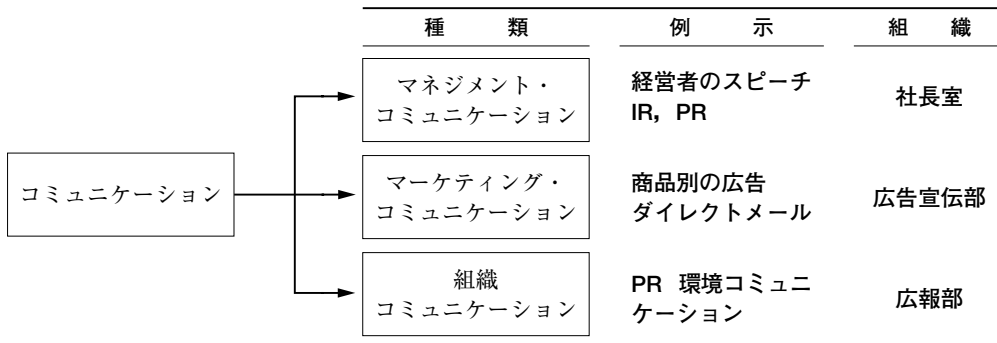 種　類　例　示　組　織
マネジメント・
コミュニケーション
経営者のスピーチ
IR，PR
社長室
コミュニケーション
マーケティング・
コミュニケーション
商品別の広告
ダイレクトメール
広告宣伝部
組織
コミュニケーション
PR 環境コミュニ
ケーション
広報部